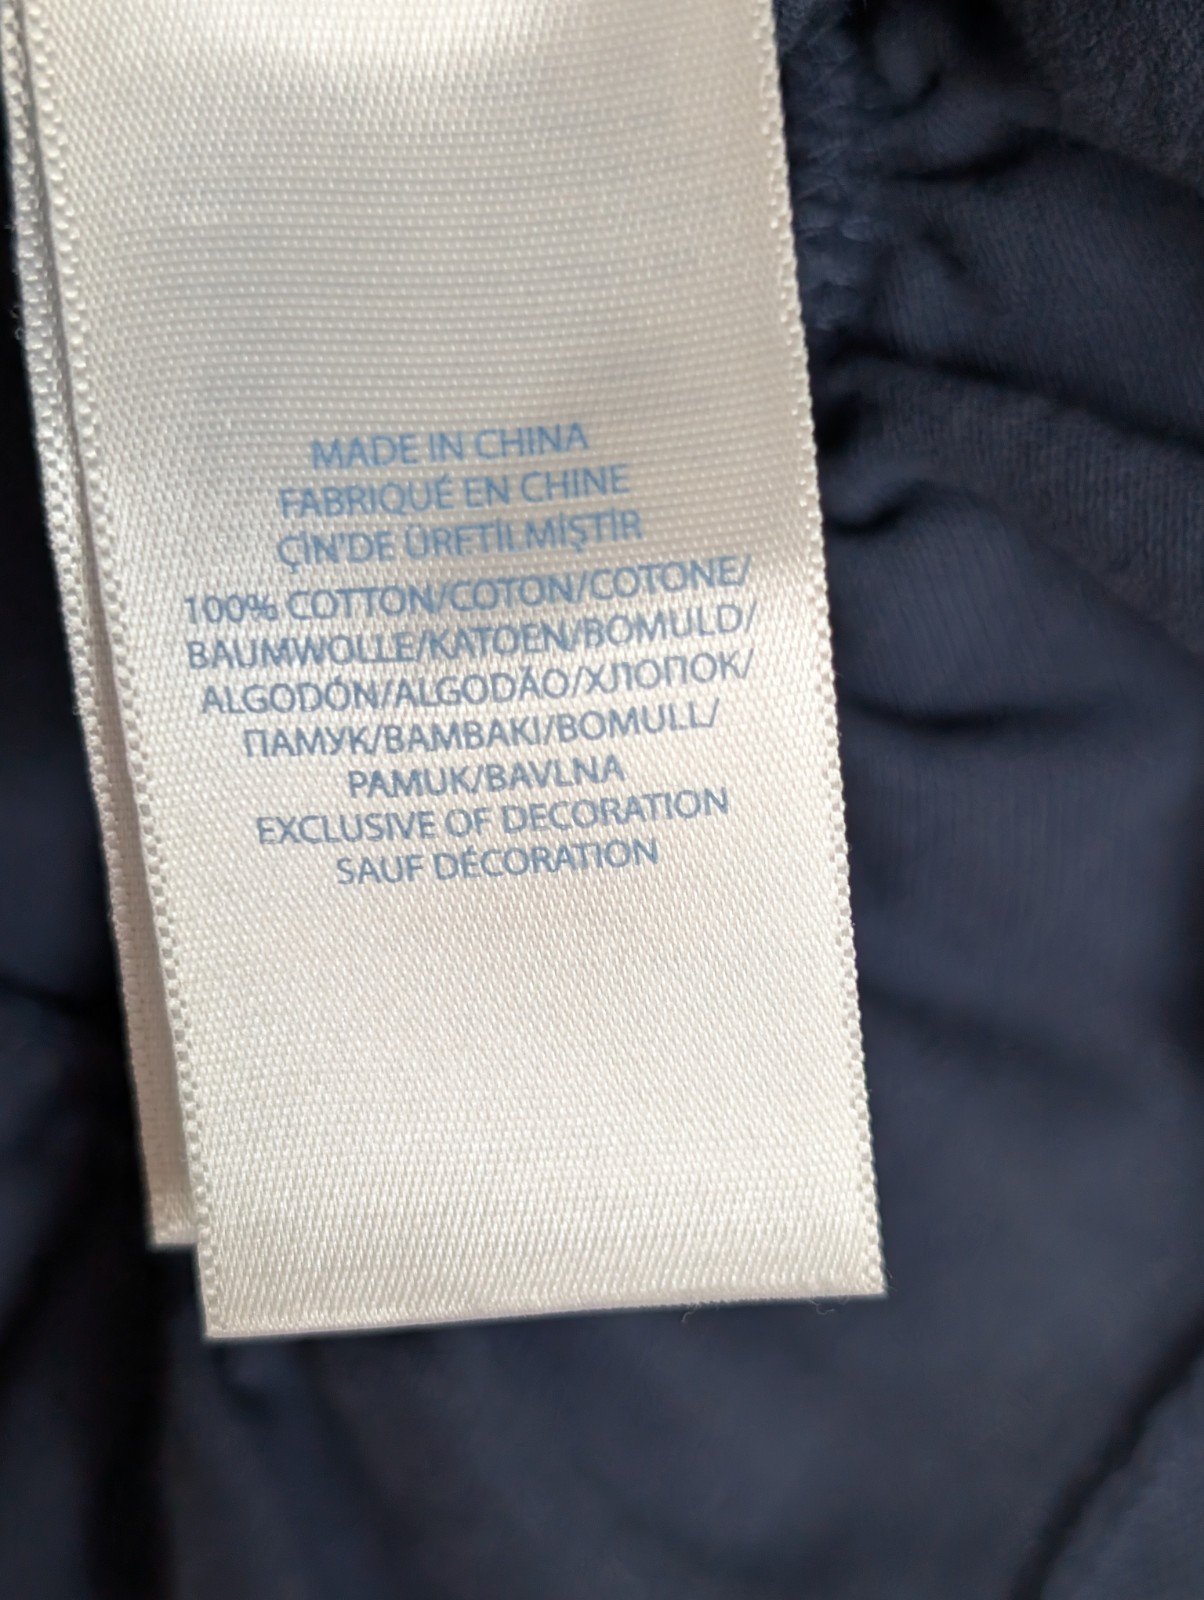 MADE IN CHINA
FABRIQUÉ EN CHINE
ÇİN'DE ÜRETİLMİŞTİR
100% COTTON/COTON/COTONE/
BAUMWOLLE/KATOEN/BOMULD/
ALGODÓN/ALGODÃO/ХЛОПОК/
ПАМУК/BAMBAKI/BOMULL/
PAMUK/BAVLNA
EXCLUSIVE OF DECORATION
SAUF DÉCORATION